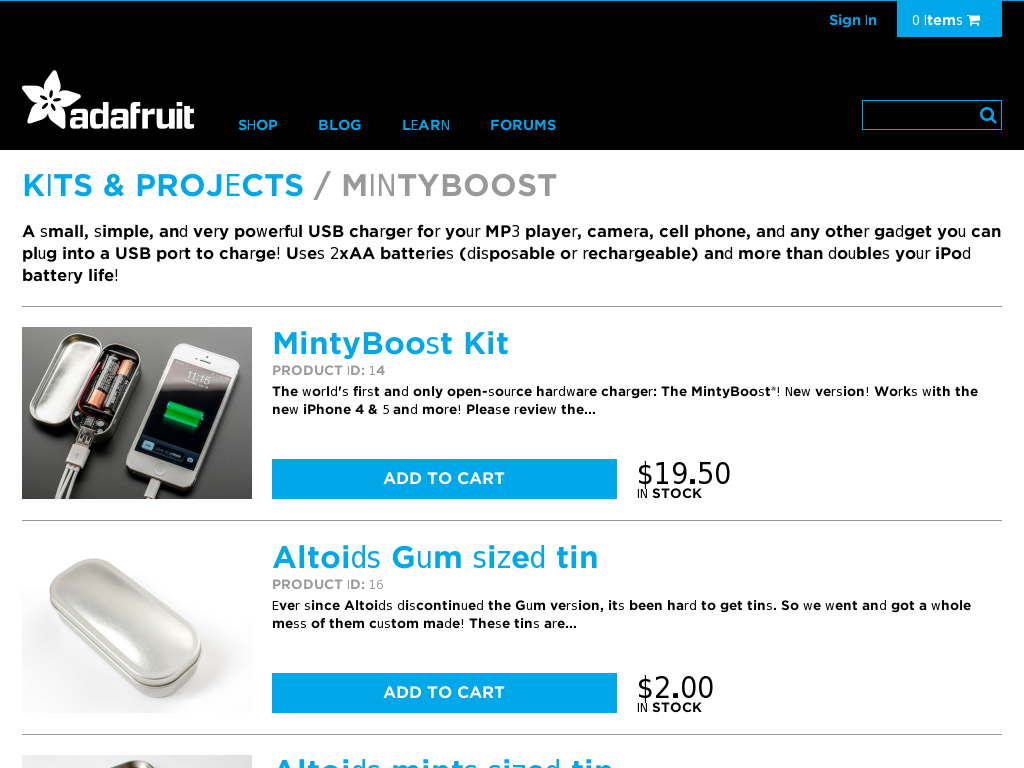 Sign In
0 Items
adafruit
SHOP
BLOG
LEARN
FORUMS
KITS & PROJECTS / MINTYBOOST
A small, simple, and very powerful USB charger for your MP3 player, camera, cell phone, and any other gadget you can
plug into a USB port to charge! Uses 2xAA batteries (disposable or rechargeable) and more than doubles your iPod
battery life!
MintyBoost Kit
PRODUCT ID: 14
The world's first and only open-source hardware charger: The MintyBoost®! New version! Works with the
new iPhone 4 & 5 and more! Please review the...
11:15
ADD TO CART
$19.50
IN STOCK
Altoids Gum sized tin
PRODUCT ID: 16
Ever since Altoids discontinued the Gum version, its been hard to get tins. So we went and got a whole
mess of them custom made! These tins are...
ADD TO CART
$2.00
IN STOCK
Altoids mints sized tin